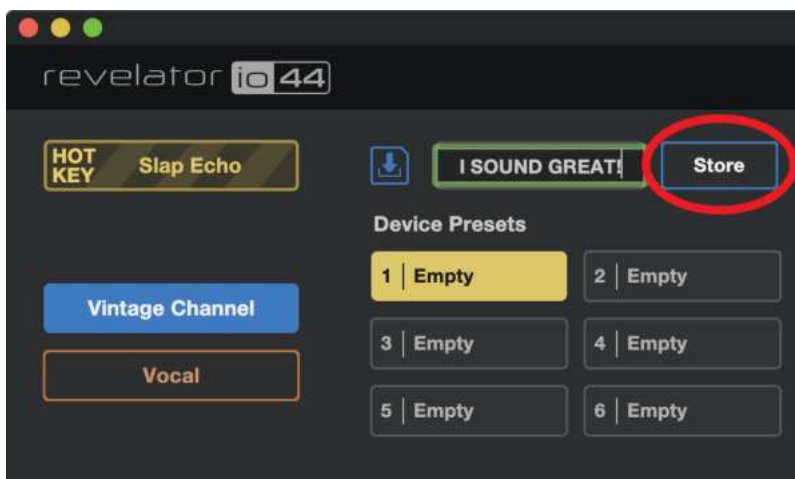 revelator io 44
HOT KEY Slap Echo
I SOUND GREAT!
Store
Device Presets
1 | Empty
2 | Empty
Vintage Channel
3 | Empty
4 | Empty
Vocal
5 | Empty
6 | Empty